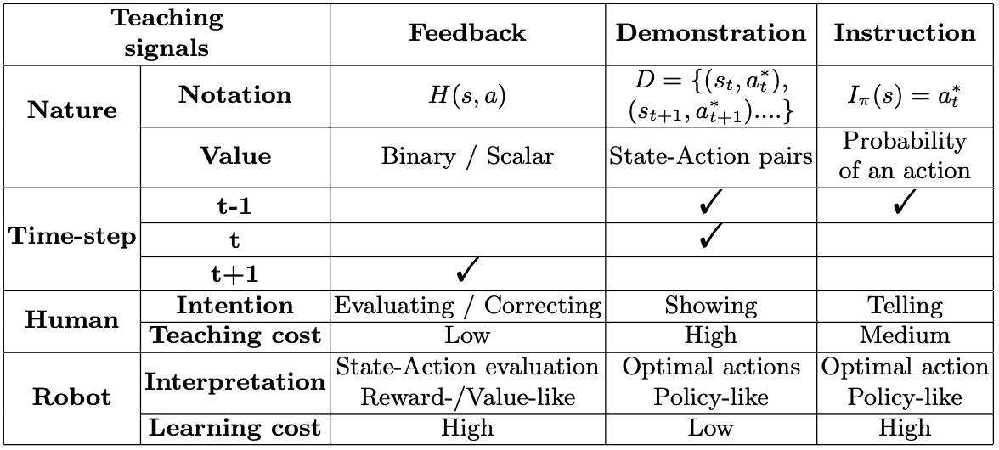 Teaching
signals
Feedback
Demonstration
Instruction
Nature
Notation
H(s, a)
D = {(s_t, a_t^*),
(s_{t+1}, a_{t+1}^*)....}
I_π(s) = a_t^*
Value
Binary / Scalar
State-Action pairs
Probability
of an action
Time-step
t-1
✓
✓
t
✓
t+1
✓
Human
Intention
Evaluating / Correcting
Showing
Telling
Teaching cost
Low
High
Medium
Robot
Interpretation
State-Action evaluation
Reward-/Value-like
Optimal actions
Policy-like
Optimal action
Policy-like
Learning cost
High
Low
High